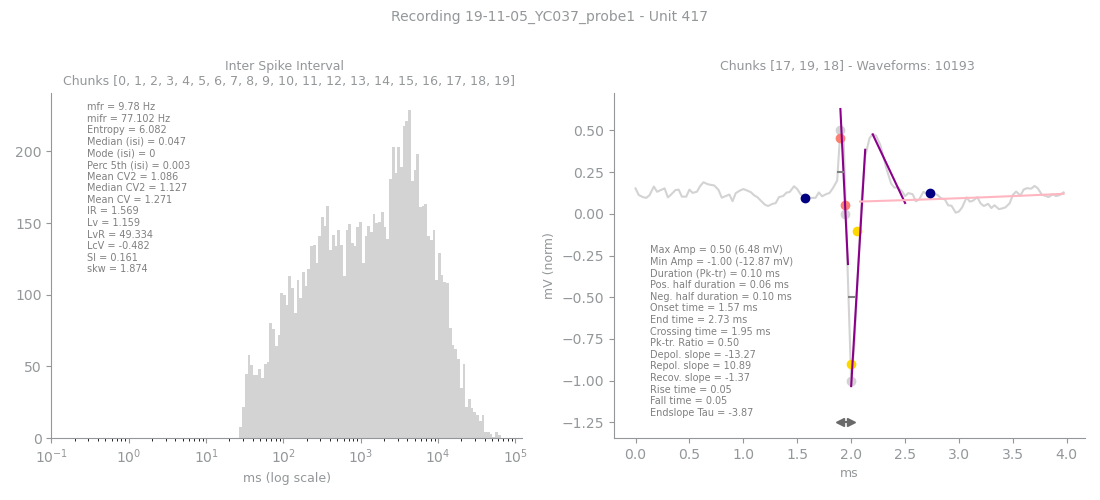 Recording 19-11-05_YC037_probe1 - Unit 417
Inter Spike Interval
Chunks [0, 1, 2, 3, 4, 5, 6, 7, 8, 9, 10, 11, 12, 13, 14, 15, 16, 17, 18, 19]
mfr = 9.78 Hz
mifr = 77.102 Hz
Entropy = 6.082
Median (isi) = 0.047
Mode (isi) = 0
Perc 5th (isi) = 0.003
Mean CV2 = 1.086
Median CV2 = 1.127
Mean CV = 1.271
IR = 1.569
Lv = 1.159
LvR = 49.334
LcV = -0.482
SI = 0.161
skw = 1.874
200
150
100
50
0
10⁻¹ 10⁰ 10¹ 10² 10³ 10⁴ 10⁵
ms (log scale)
Chunks [17, 19, 18] - Waveforms: 10193
mV (norm)
0.50
0.25
0.00
−0.25
−0.50
−0.75
−1.00
−1.25
Max Amp = 0.50 (6.48 mV)
Min Amp = -1.00 (-12.87 mV)
Duration (Pk-tr) = 0.10 ms
Pos. half duration = 0.06 ms
Neg. half duration = 0.10 ms
Onset time = 1.57 ms
End time = 2.73 ms
Crossing time = 1.95 ms
Pk-tr. Ratio = 0.50
Depol. slope = -13.27
Repol. slope = 10.89
Recov. slope = -1.37
Rise time = 0.05
Fall time = 0.05
Endslope Tau = -3.87
0.0 0.5 1.0 1.5 2.0 2.5 3.0 3.5 4.0
ms